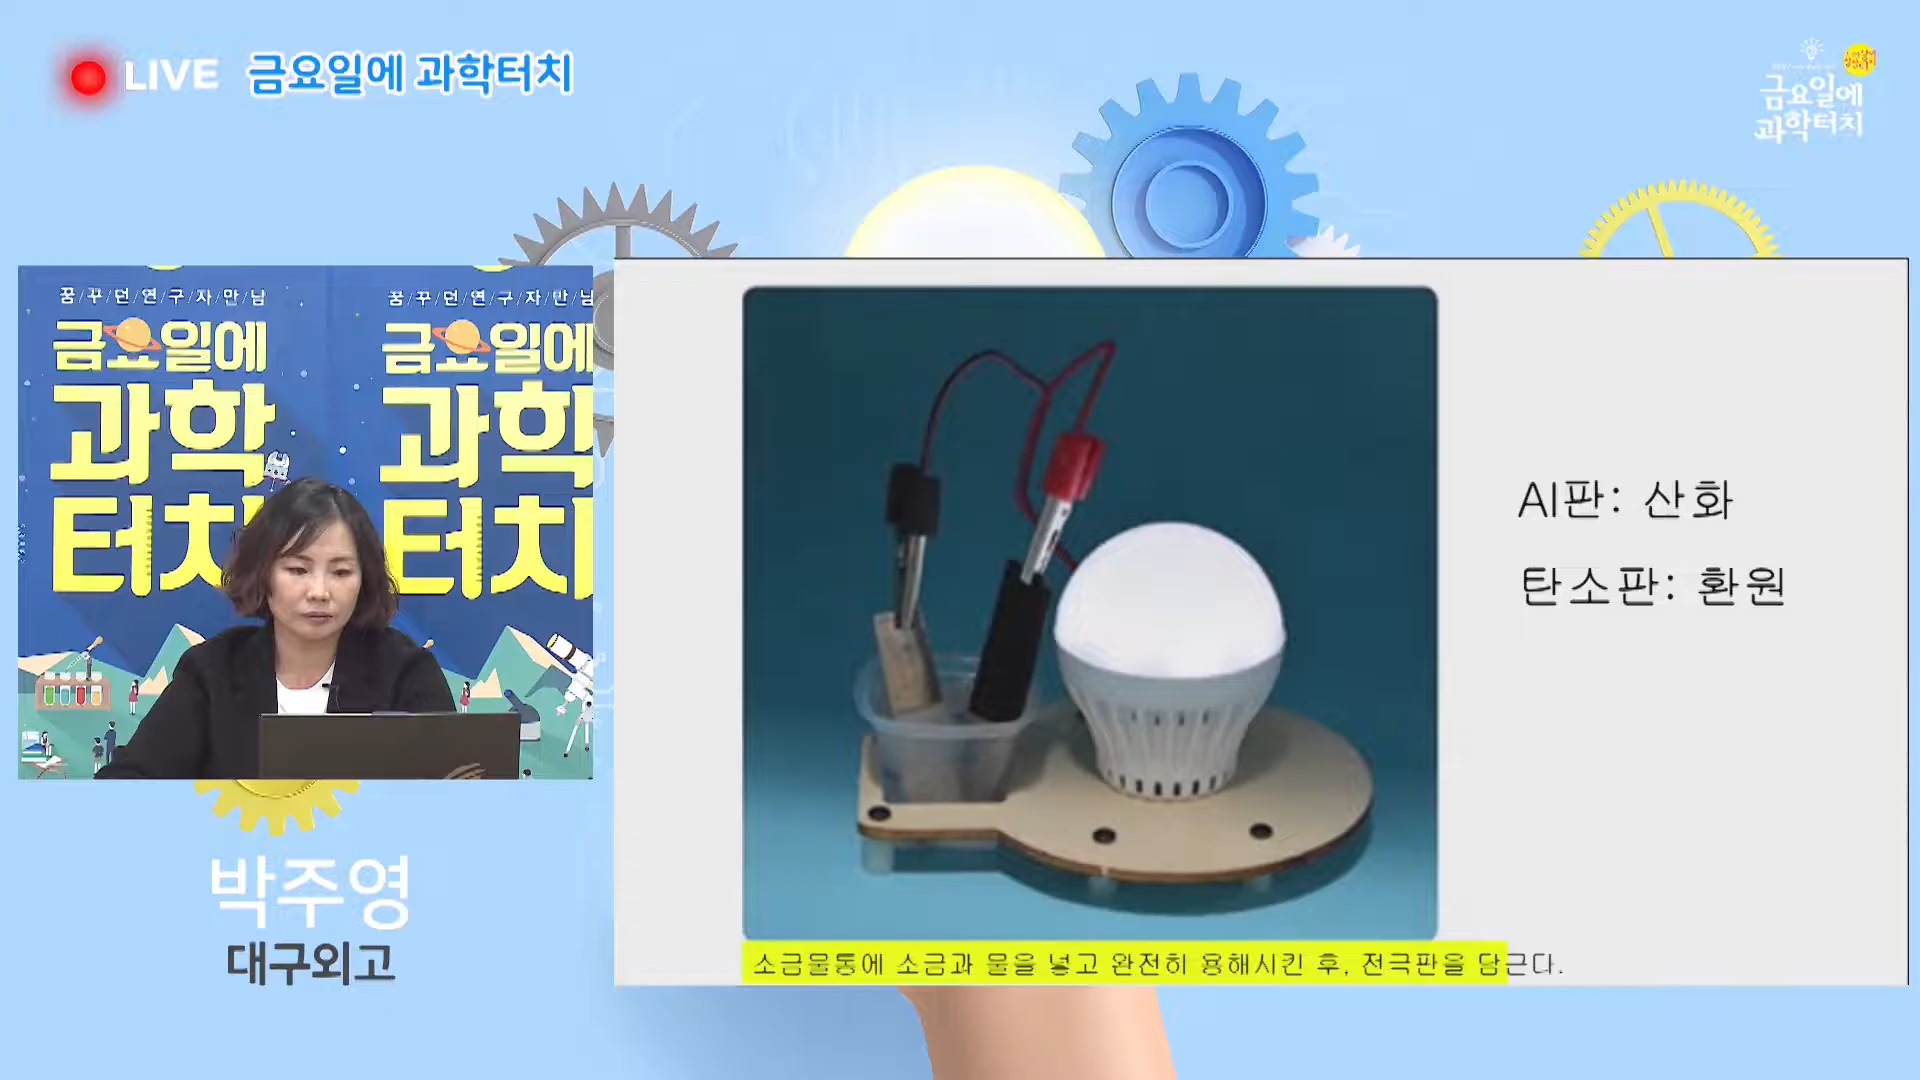 LIVE 금요일에 과학터치
금요일에
과학터치
꿈/꾸/던/연/구/자/만/남
금요일에
과학
터치
꿈/꾸/던/연/구/자/만/남
금요일에
과학
터치
박주영
대구외고
Al판: 산화
탄소판: 환원
소금물통에 소금과 물을 넣고 완전히 용해시킨 후, 전극판을 담근다.